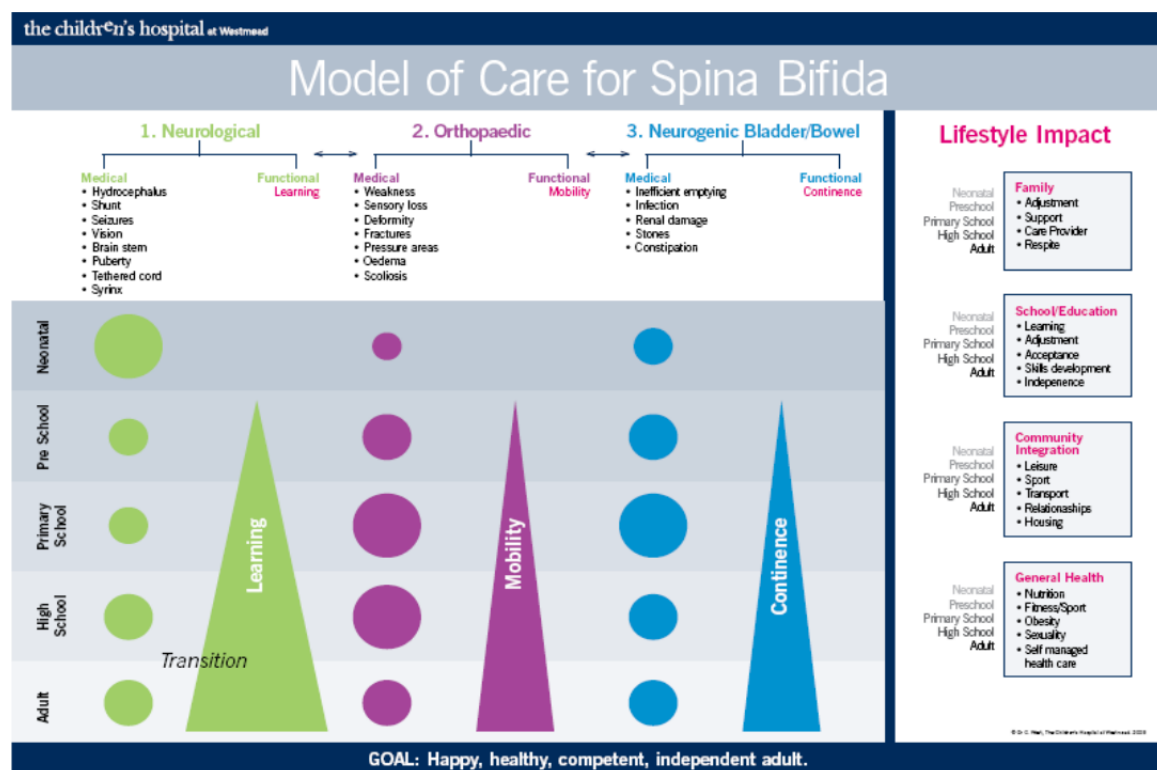 the children's hospital at Westmead
Model of Care for Spina Bifida
1. Neurological
Medical
• Hydrocephalus
• Shunt
• Seizures
• Vision
• Brain stem
• Puberty
• Tethered cord
• Syrinx
Functional
Learning
2. Orthopaedic
Medical
• Weakness
• Sensory loss
• Deformity
• Fractures
• Pressure areas
• Oedema
• Scoliosis
Functional
Mobility
3. Neurogenic Bladder/Bowel
Medical
• Inefficient emptying
• Infection
• Renal damage
• Stones
• Constipation
Functional
Continence
Neonatal
Pre School
Primary
School
High
School
Adult
Learning
Mobility
Continence
Transition
Lifestyle Impact
Neonatal
Preschool
Primary School
High School
Adult
Family
• Adjustment
• Support
• Care Provider
• Respite
Neonatal
Preschool
Primary School
High School
Adult
School/Education
• Learning
• Adjustment
• Acceptance
• Skills development
• Indepenence
Neonatal
Preschool
Primary School
High School
Adult
Community
Integration
• Leisure
• Sport
• Transport
• Relationaships
• Housing
Neonatal
Preschool
Primary School
High School
Adult
General Health
• Nutrition
• Fitness/Sport
• Obesity
• Sexuality
• Self managed
health care
The Children's Hospital at Westmead
GOAL: Happy, healthy, competent, independent adult.